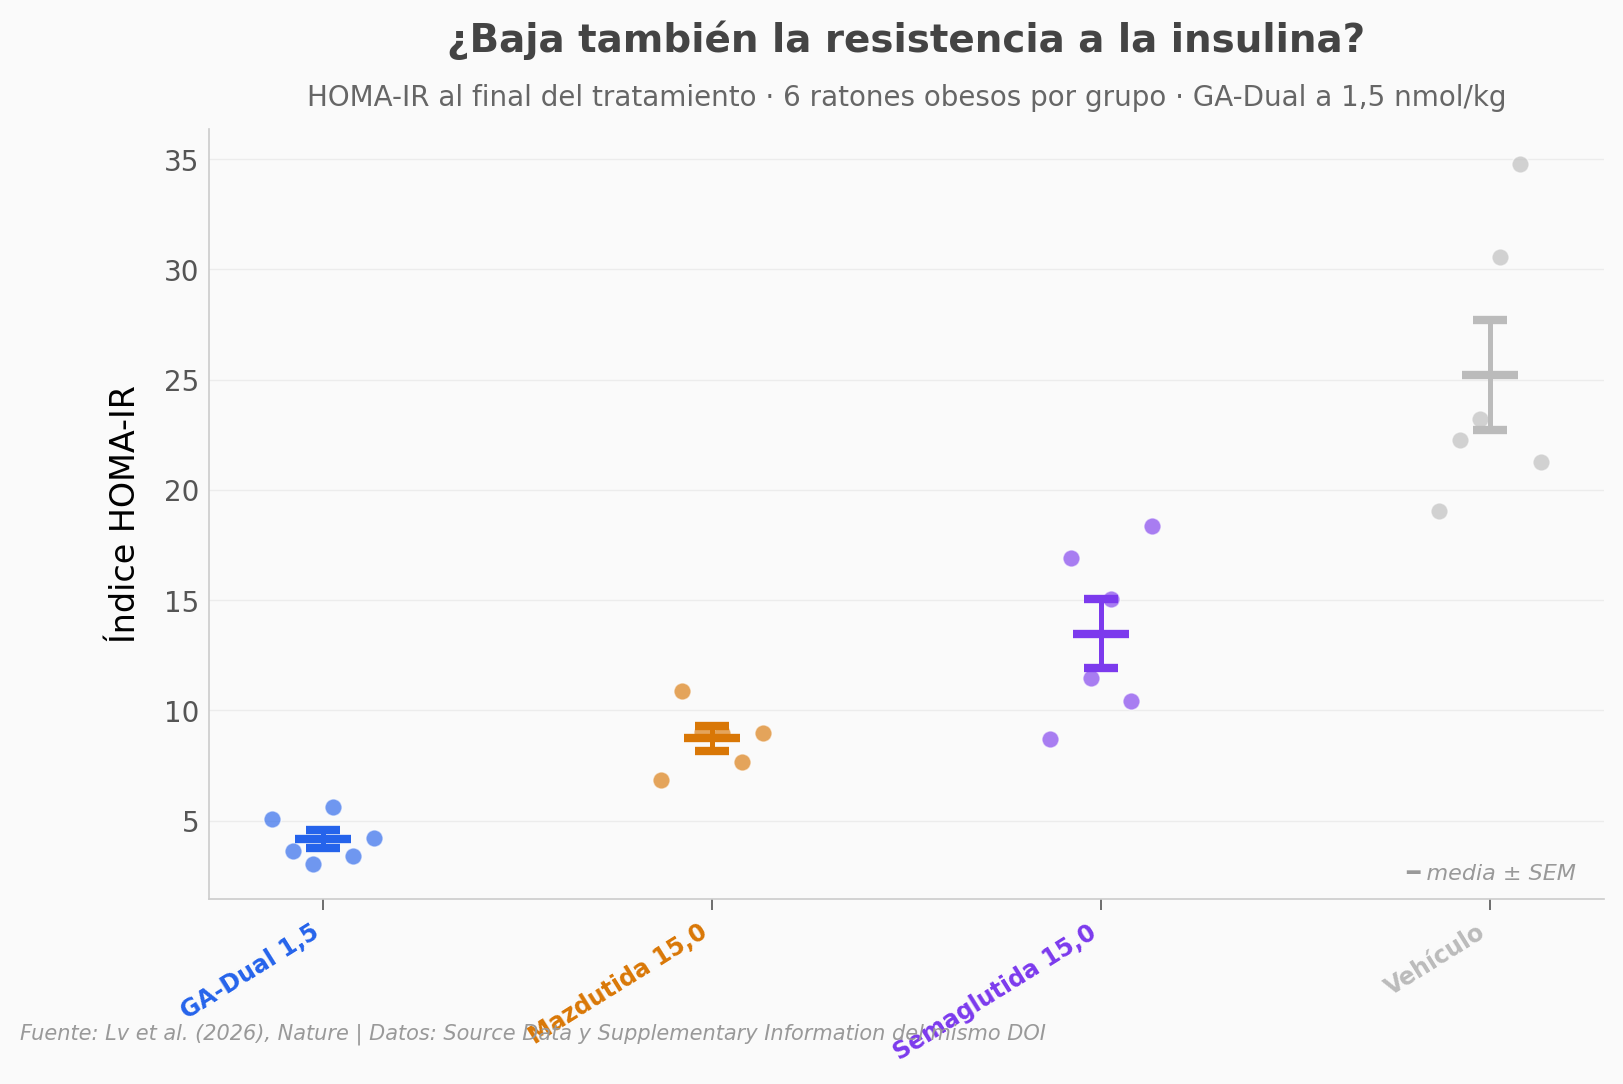 ¿Baja también la resistencia a la insulina?
HOMA-IR al final del tratamiento · 6 ratones obesos por grupo · GA-Dual a 1,5 nmol/kg
Índice HOMA-IR
35
30
25
20
15
10
5
media ± SEM
GA-Dual 1,5
Mazdutida 15,0
Semaglutida 15,0
Vehículo
Fuente: Lv et al. (2026), Nature | Datos: Source Data y Supplementary Information del mismo DOI